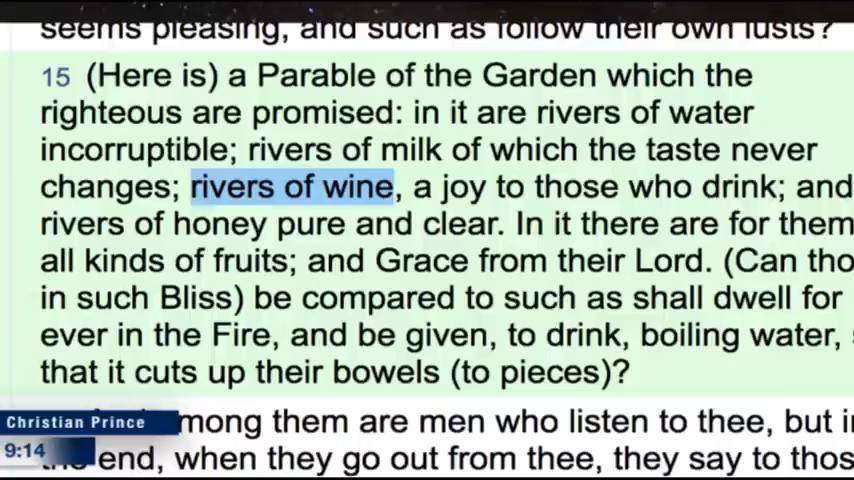 seems pleasing, and such as follow their own lusts?
15 (Here is) a Parable of the Garden which the
righteous are promised: in it are rivers of water
incorruptible; rivers of milk of which the taste never
changes; rivers of wine, a joy to those who drink; and
rivers of honey pure and clear. In it there are for them
all kinds of fruits; and Grace from their Lord. (Can tho
in such Bliss) be compared to such as shall dwell for
ever in the Fire, and be given, to drink, boiling water,
that it cuts up their bowels (to pieces)?
Christian Prince
mong them are men who listen to thee, but i
9:14
end, when they go out from thee, they say to thos